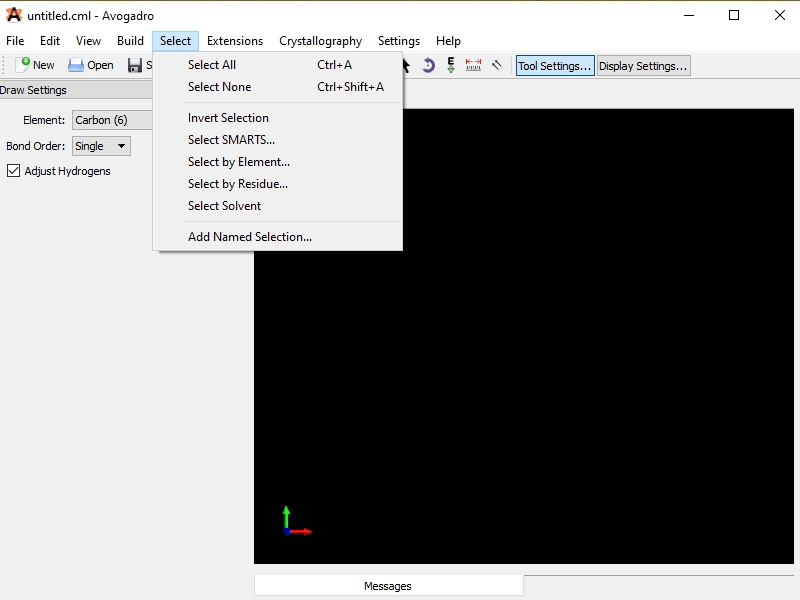 untitled.cml - Avogadro
File Edit View Build Select Extensions Crystallography Settings Help
New Open S E Tool Settings... Display Settings...
Draw Settings
Element: Carbon (6)
Bond Order: Single
Adjust Hydrogens
Select All Ctrl+A
Select None Ctrl+Shift+A
Invert Selection
Select SMARTS...
Select by Element...
Select by Residue...
Select Solvent
Add Named Selection...
Messages